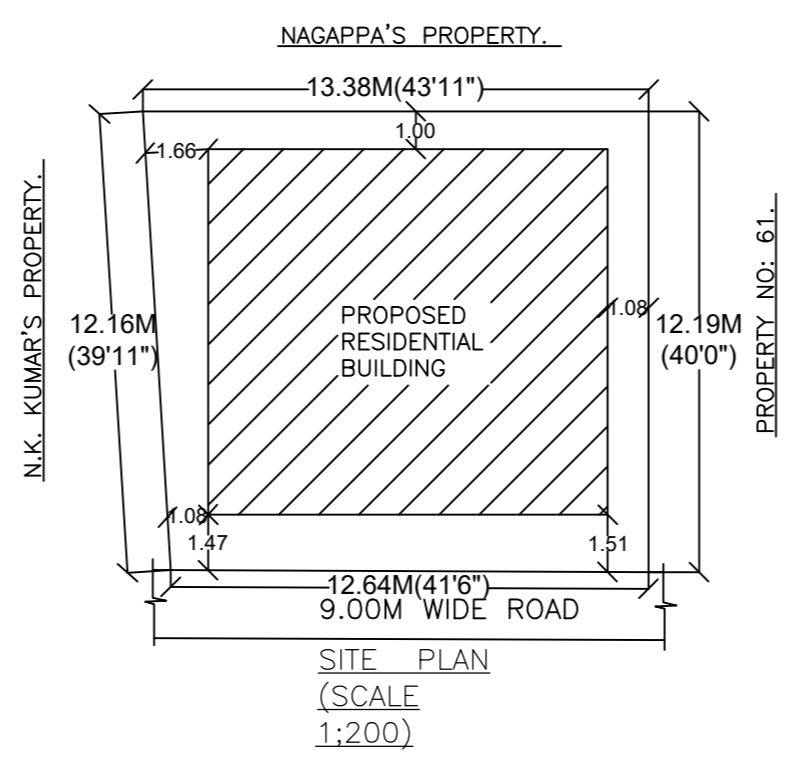 NAGAPPA'S PROPERTY.
13.38M(43'11")
1.00
1.66
N.K. KUMAR'S PROPERTY.
12.16M
(39'11")
PROPOSED
RESIDENTIAL
BUILDING
1.08
12.19M
(40'0")
PROPERTY NO: 61.
1.08
1.47
1.51
12.64M(41'6")
9.00M WIDE ROAD
SITE PLAN
(SCALE
1;200)